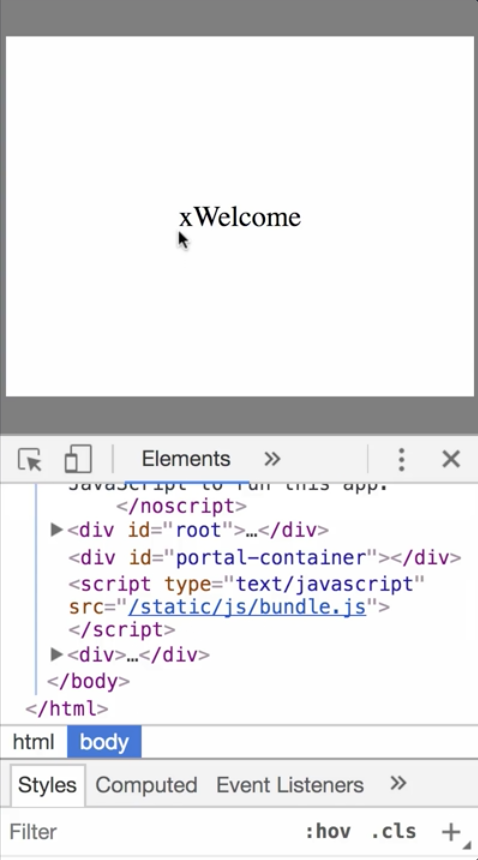 xWelcome
Elements
JavaScript to run this app.
</noscript>
<div id="root">…</div>
<div id="portal-container"></div>
<script type="text/javascript"
src="/static/js/bundle.js">
</script>
<div>…</div>
</body>
</html>
html body
Styles Computed Event Listeners
Filter :hov .cls